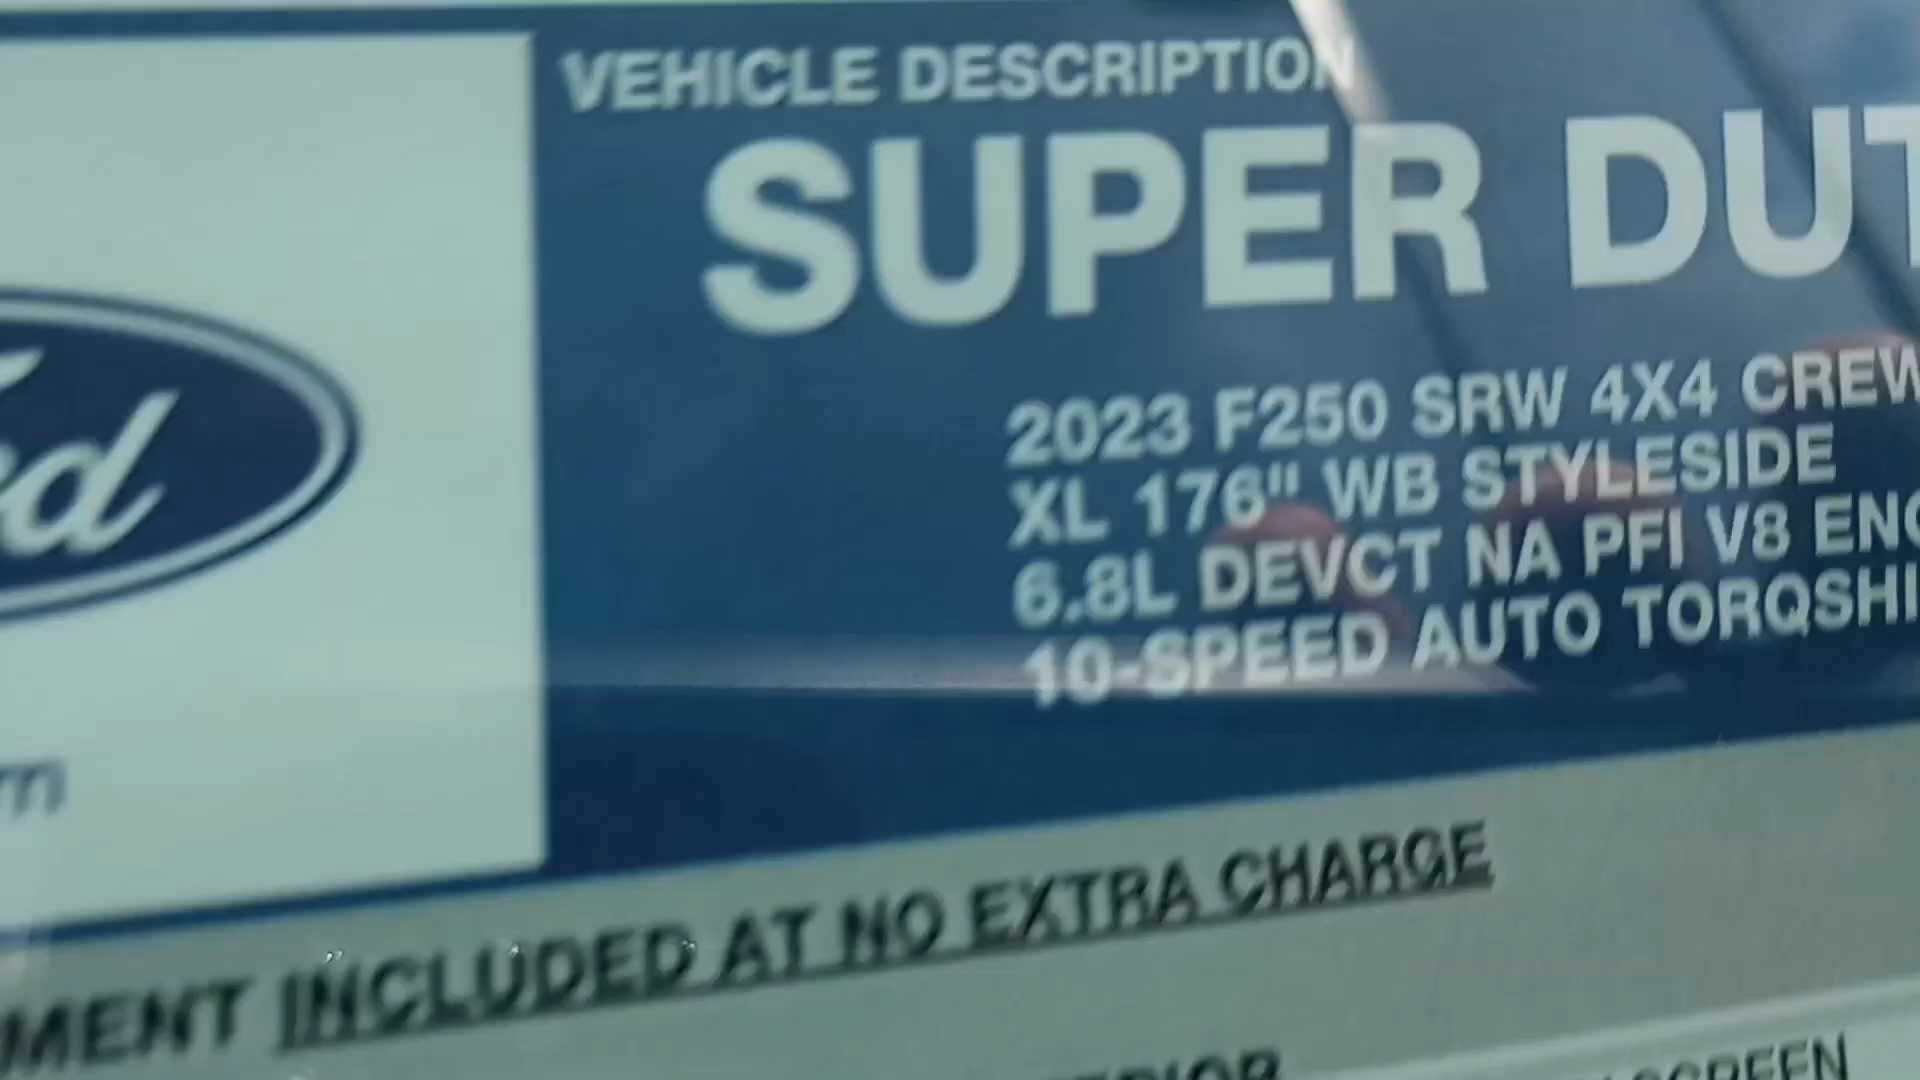 VEHICLE DESCRIPTION
SUPER DUT
2023 F250 SRW 4X4 CREW
XL 176" WB STYLESIDE
6.8L DEVCT NA PFI V8 ENG
10-SPEED AUTO TORQSHI
MENT INCLUDED AT NO EXTRA CHARGE
SCREEN